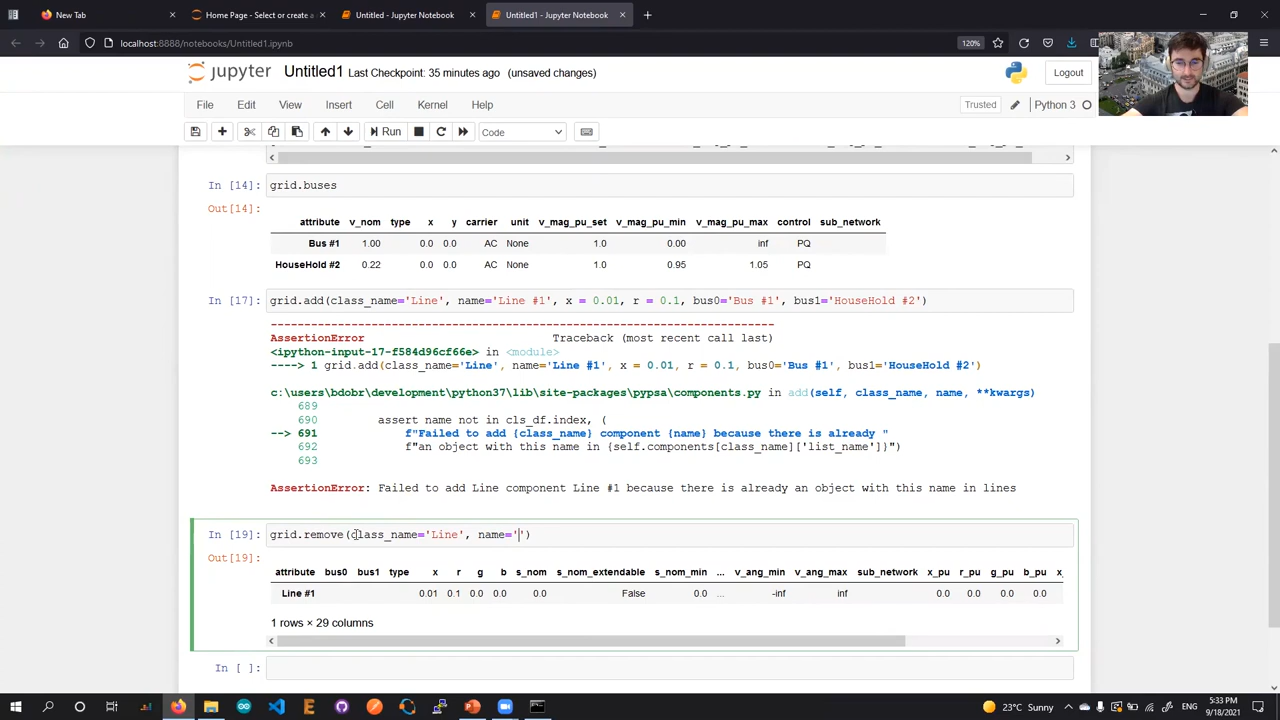 New Tab
Home Page - Select or create a
Untitled - Jupyter Notebook
Untitled1 - Jupyter Notebook
localhost:8888/notebooks/Untitled1.ipynb
120%
jupyter Untitled1 Last Checkpoint: 35 minutes ago (unsaved changes)
Logout
File Edit View Insert Cell Kernel Help
Trusted
Python 3
Run
Code
In [14]: grid.buses
Out[14]:
attribute v_nom type x y carrier unit v_mag_pu_set v_mag_pu_min v_mag_pu_max control sub_network
Bus #1 1.00 0.0 0.0 AC None 1.0 0.00 inf PQ
HouseHold #2 0.22 0.0 0.0 AC None 1.0 0.95 1.05 PQ
In [17]: grid.add(class_name='Line', name='Line #1', x = 0.01, r = 0.1, bus0='Bus #1', bus1='HouseHold #2')
---------------------------------------------------------------------------
AssertionError Traceback (most recent call last)
<ipython-input-17-f584d96cf66e> in <module>
----> 1 grid.add(class_name='Line', name='Line #1', x = 0.01, r = 0.1, bus0='Bus #1', bus1='HouseHold #2')
c:\users\bdobr\development\python37\lib\site-packages\pypsa\components.py in add(self, class_name, name, **kwargs)
689
690 assert name not in cls_df.index, (
--> 691 f"Failed to add {class_name} component {name} because there is already "
692 f"an object with this name in {self.components[class_name]['list_name']}")
693
AssertionError: Failed to add Line component Line #1 because there is already an object with this name in lines
In [19]: grid.remove(class_name='Line', name='')
Out[19]:
attribute bus0 bus1 type x r g b s_nom s_nom_extendable s_nom_min ... v_ang_min v_ang_max sub_network x_pu r_pu g_pu b_pu x_
Line #1 0.01 0.1 0.0 0.0 0.0 False 0.0 ... -inf inf 0.0 0.0 0.0 0.0
1 rows × 29 columns
In [ ]:
23°C Sunny
ENG
5:33 PM
9/18/2021